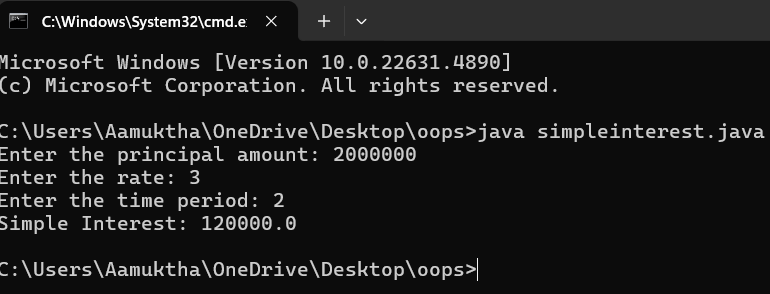 C:\Windows\System32\cmd.e
Microsoft Windows [Version 10.0.22631.4890]
(c) Microsoft Corporation. All rights reserved.
C:\Users\Aamuktha\OneDrive\Desktop\oops>java simpleinterest.java
Enter the principal amount: 2000000
Enter the rate: 3
Enter the time period: 2
Simple Interest: 120000.0
C:\Users\Aamuktha\OneDrive\Desktop\oops>